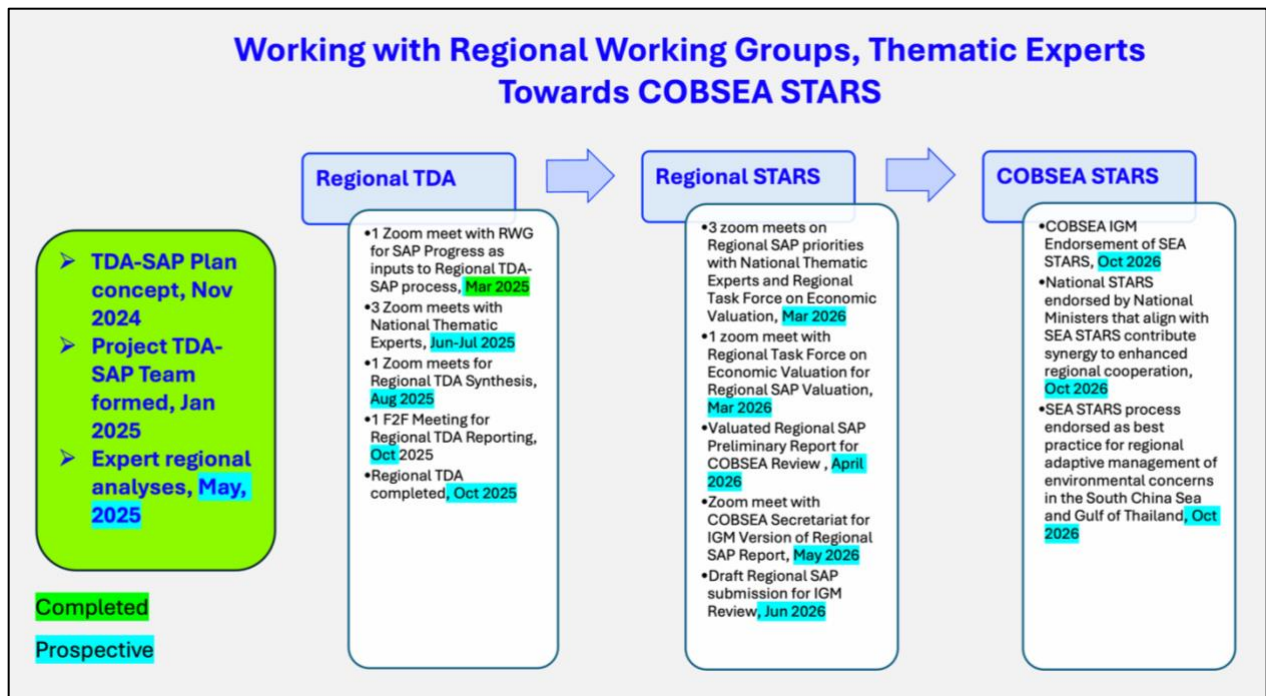 Working with Regional Working Groups, Thematic Experts
Towards COBSEA STARS
➢ TDA-SAP Plan
concept, Nov
2024
➢ Project TDA-
SAP Team
formed, Jan
2025
➢ Expert regional
analyses, May,
2025
Completed
Prospective
Regional TDA
•1 Zoom meet with RWG
for SAP Progress as
inputs to Regional TDA-
SAP process, Mar 2025
•3 Zoom meets with
National Thematic
Experts, Jun-Jul 2025
•1 Zoom meets for
Regional TDA Synthesis,
Aug 2025
•1 F2F Meeting for
Regional TDA Reporting,
Oct 2025
•Regional TDA
completed, Oct 2025
Regional STARS
•3 zoom meets on
Regional SAP priorities
with National Thematic
Experts and Regional
Task Force on Economic
Valuation, Mar 2026
•1 zoom meet with
Regional Task Force on
Economic Valuation for
Regional SAP Valuation,
Mar 2026
•Valuated Regional SAP
Preliminary Report for
COBSEA Review , April
2026
•Zoom meet with
COBSEA Secretariat for
IGM Version of Regional
SAP Report, May 2026
•Draft Regional SAP
submission for IGM
Review, Jun 2026
COBSEA STARS
•COBSEA IGM
Endorsement of SEA
STARS, Oct 2026
•National STARS
endorsed by National
Ministers that align with
SEA STARS contribute
synergy to enhanced
regional cooperation,
Oct 2026
•SEA STARS process
endorsed as best
practice for regional
adaptive management of
environmental concerns
in the South China Sea
and Gulf of Thailand, Oct
2026